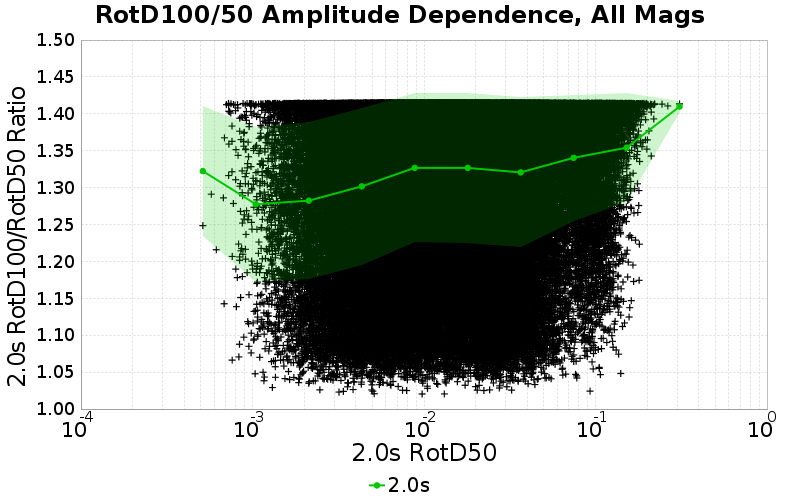 RotD100/50 Amplitude Dependence, All Mags
2.0s RotD100/RotD50 Ratio
1.50
1.45
1.40
1.35
1.30
1.25
1.20
1.15
1.10
1.05
1.00
10^-4 10^-3 10^-2 10^-1 10^0
2.0s RotD50
2.0s